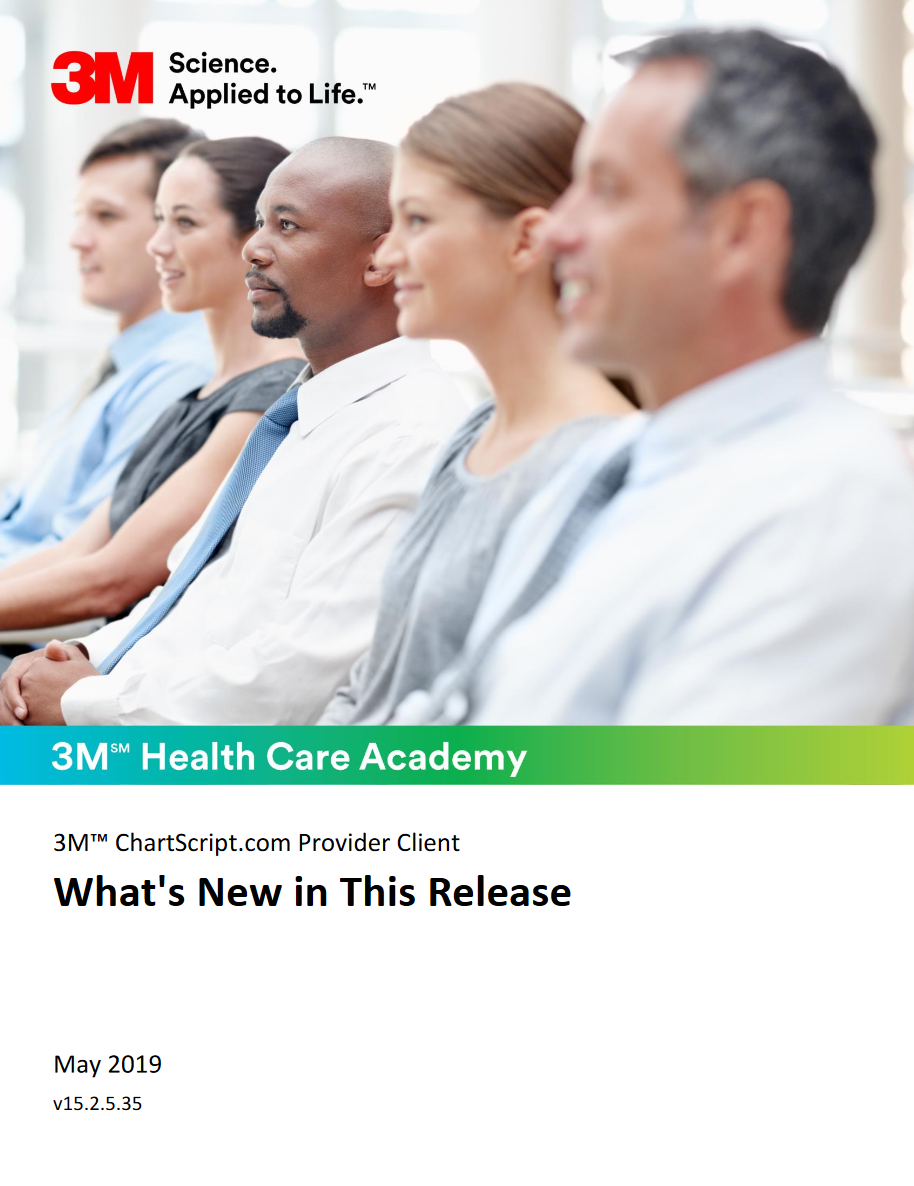 3M Science.
Applied to Life.™
3M℠ Health Care Academy
3M™ ChartScript.com Provider Client
What's New in This Release
May 2019
v15.2.5.35